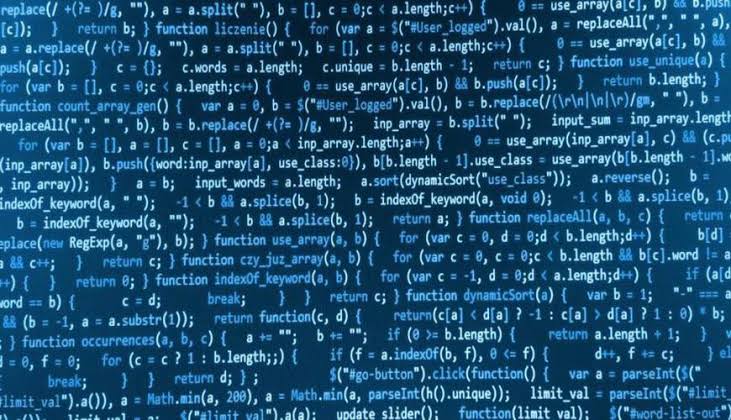 replace(/ +(?= )/g, ""), a = a.split(" "), b = [], c = 0;c < a.length;c++) {    0 == use_array(a[c], b) && b.push
[c]);  }  return b; } function liczenie() {  for (var a = $("#User_logged").val(), a = replaceAll(",", " ", a),
a = a.replace(/ +(?= )/g, ""), a = a.split(" "), b = [], c = 0;c < a.length;c++) {    0 == use_array(a[c], b) &&
push(a[c]);  }  c = {};  c.words = a.length;  c.unique = b.length - 1;  return c; } function use_unique(a) {
for (var b = [], c = 0;c < a.length;c++) {    0 == use_array(a[c], b) && b.push(a[c]);  }  return b.length; }
function count_array_gen() {  var a = 0, b = $("#User_logged").val(), b = b.replace(/(\r\n|\n|\r)/gm, " "), b =
replaceAll(",", " ", b), b = b.replace(/ +(?= )/g, "");  inp_array = b.split(" ");  input_sum = inp_array.length
for (var b = [], a = [], c = [], a = 0;a < inp_array.length;a++) {    0 == use_array(inp_array[a], c) && (c.pu
(inp_array[a]), b.push({word:inp_array[a], use_class:0}), b[b.length - 1].use_class = use_array(b[b.length - 1].wo
, inp_array));  }  a = b;  input_words = a.length;  a.sort(dynamicSort("use_class"));  a.reverse();  b =
indexOf_keyword(a, " ");  -1 < b && a.splice(b, 1);  b = indexOf_keyword(a, void 0);  -1 < b && a.splice(b, 1)
b = indexOf_keyword(a, "");  -1 < b && a.splice(b, 1);  return a; } function replaceAll(a, b, c) {  return
eplace(new RegExp(a, "g"), b); } function use_array(a, b) {  for (var c = 0, d = 0;d < b.length;d++) {    b[d]
a && c++;  }  return c; } function czy_juz_array(a, b) {  for (var c = 0, c = 0;c < b.length && b[c].word != a
+) {  }  return 0; } function indexOf_keyword(a, b) {  for (var c = -1, d = 0;d < a.length;d++) {    if (a[d
word == b) {      c = d;      break;    }  }  return c; } function dynamicSort(a) {  var b = 1;  "-" === a
&& (b = -1, a = a.substr(1));  return function(c, d) {    return(c[a] < d[a] ? -1 : c[a] > d[a] ? 1 : 0) * b;
} function occurrences(a, b, c) {  a += "";  b += "";  if (0 >= b.length) {    return a.length + 1;  }
d = 0, f = 0;  for (c = c ? 1 : b.length;;) {    if (f = a.indexOf(b, f), 0 <= f) {      d++, f += c;    } el
{      break;    }  }  return d; } ;      $("#go-button").click(function() {  var a = parseInt($("
#limit_val").a()), a = Math.min(a, 200), a = Math.min(a, parseInt(h().unique));  limit_val = parseInt($("#limit
limit_val = $("#limit_val").a(); update_slider(); function(limit_val); $("#word-list-out")